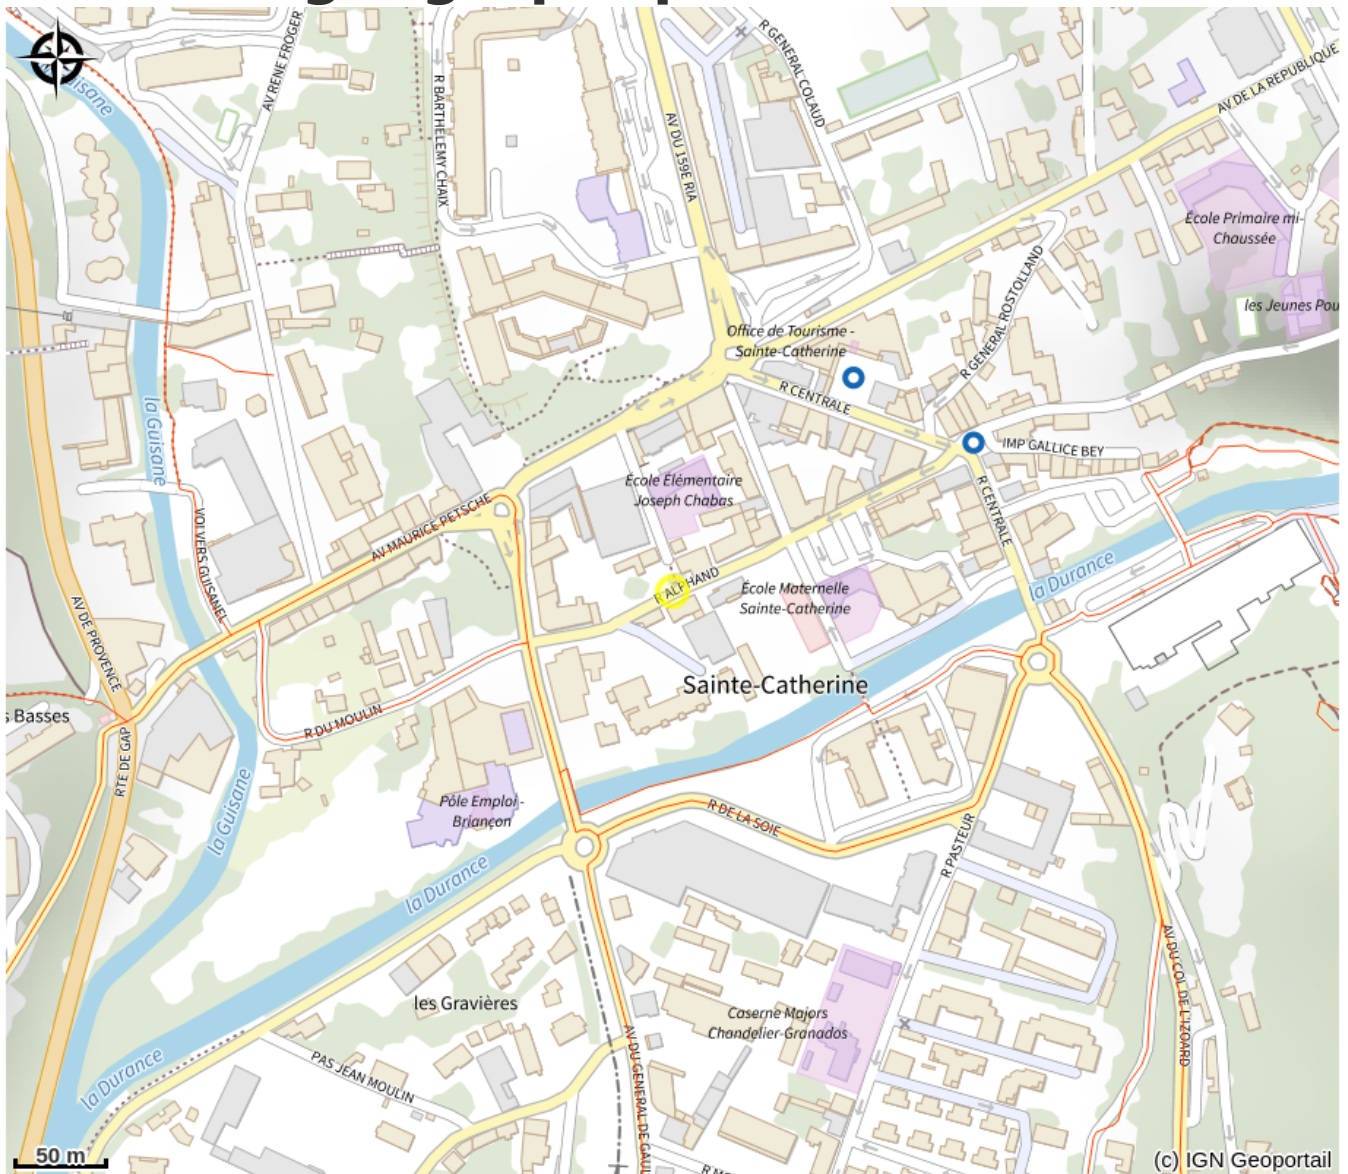 la Guisane
AV RENE FROGER
R BARTHELEMY CHAIX
AV DU 159E RIA
R GENERAL COLAUD
AV DE LA REPUBLIQUE
École Primaire mi-
Chaussée
les Jeunes Pou
R GENERAL ROSTOLLAND
Office de Tourisme -
Sainte-Catherine
R CENTRALE
IMP GALLICE BEY
R CENTRALE
la Guisane
École Elémentaire
Joseph Chabas
AV MAURICE PETSCHE
VOL VERS GUISANEL
R ALPHAND
École Maternelle
Sainte-Catherine
la Durance
AV DE PROVENCE
Sainte-Catherine
s Basses
R DU MOULIN
RTE DE GAP
la Guisane
Pôle Emploi -
Briançon
R DE LA SOIE
R PASTEUR
la Durance
AV DU COL DE L'IZOARD
les Gravières
Caserne Majors
Chandelier-Granados
AV DU GENERAL DE GAUL
la Durance
PAS JEAN MOULIN
50 m
(c) IGN Geoportail